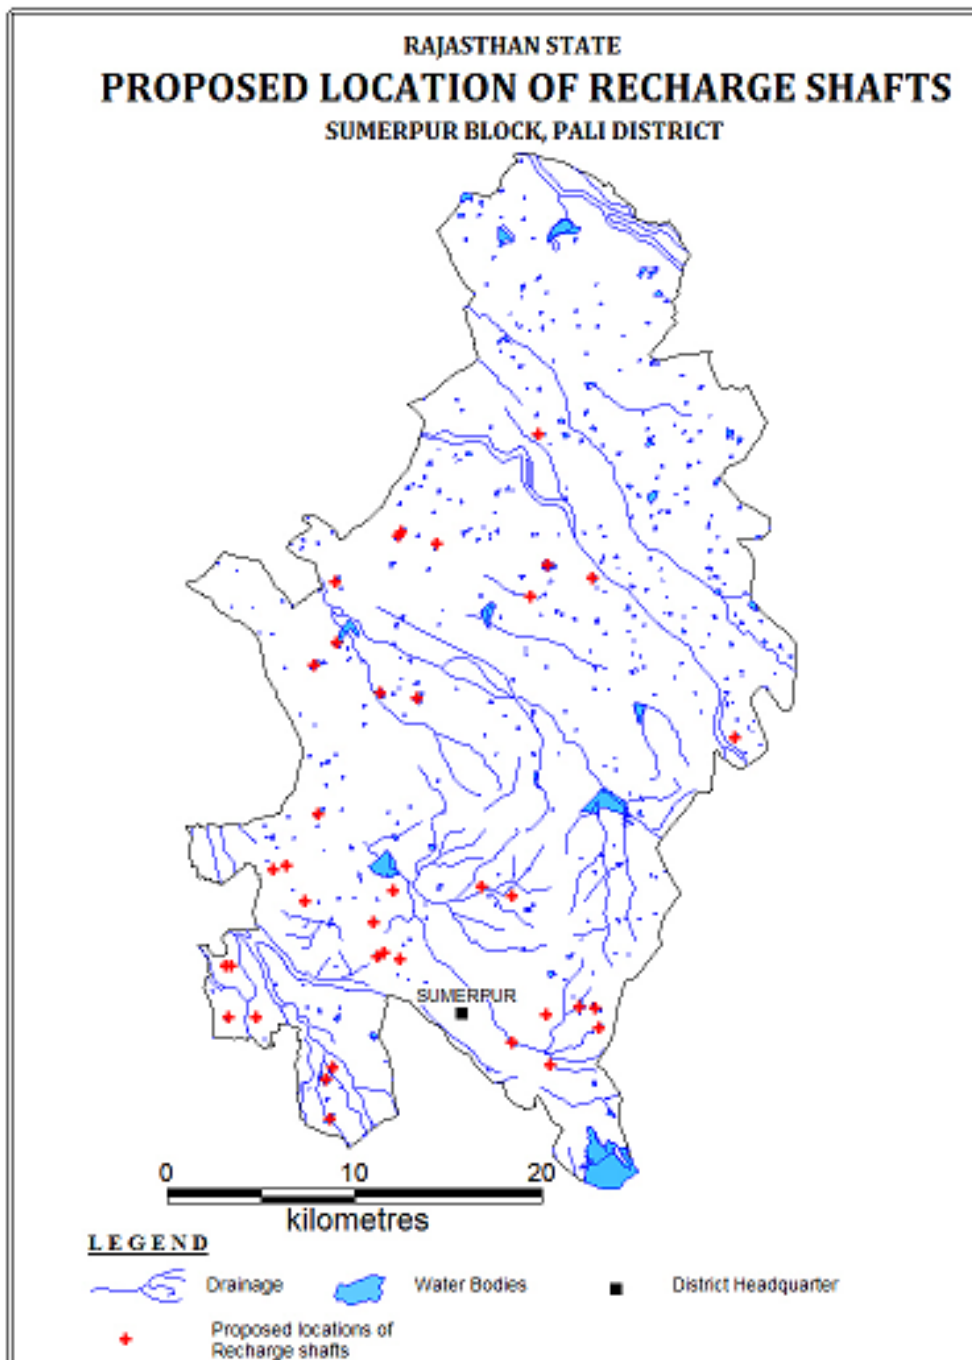 RAJASTHAN STATE
PROPOSED LOCATION OF RECHARGE SHAFTS
SUMERPUR BLOCK, PALI DISTRICT
SUMERPUR
0 10 20
kilometres
LEGEND
Drainage Water Bodies District Headquarter
Proposed locations of
Recharge shafts